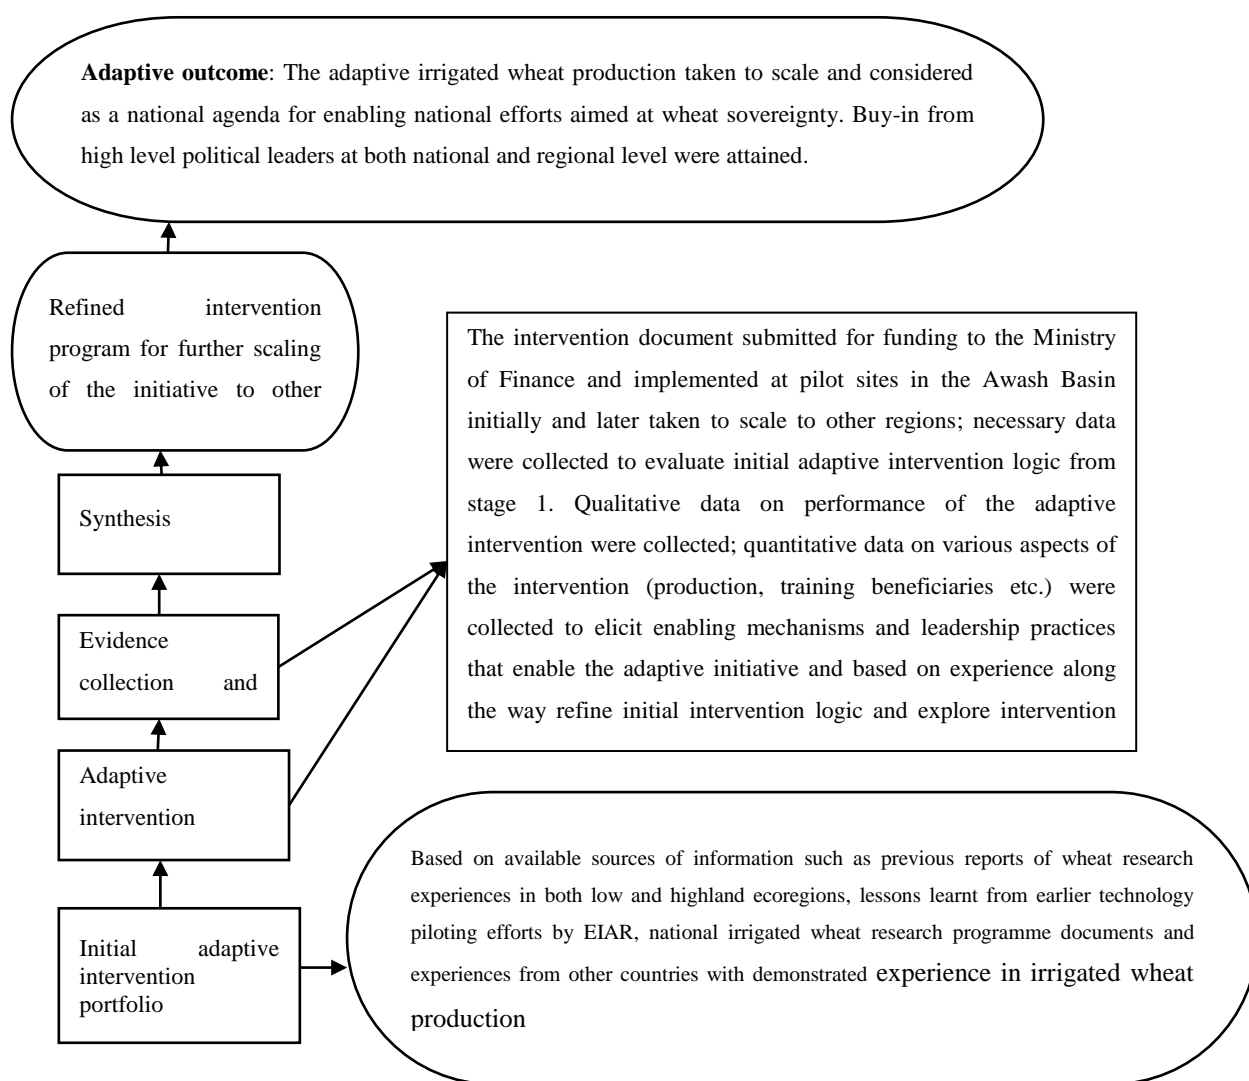 Adaptive outcome: The adaptive irrigated wheat production taken to scale and considered
as a national agenda for enabling national efforts aimed at wheat sovereignty. Buy-in from
high level political leaders at both national and regional level were attained.
Refined intervention
program for further scaling
of the initiative to other
The intervention document submitted for funding to the Ministry
of Finance and implemented at pilot sites in the Awash Basin
initially and later taken to scale to other regions; necessary data
were collected to evaluate initial adaptive intervention logic from
stage 1. Qualitative data on performance of the adaptive
intervention were collected; quantitative data on various aspects of
the intervention (production, training beneficiaries etc.) were
collected to elicit enabling mechanisms and leadership practices
that enable the adaptive initiative and based on experience along
the way refine initial intervention logic and explore intervention
Synthesis
Evidence
collection and
Adaptive
intervention
Initial adaptive
intervention
portfolio
Based on available sources of information such as previous reports of wheat research
experiences in both low and highland ecoregions, lessons learnt from earlier technology
piloting efforts by EIAR, national irrigated wheat research programme documents and
experiences from other countries with demonstrated experience in irrigated wheat
production